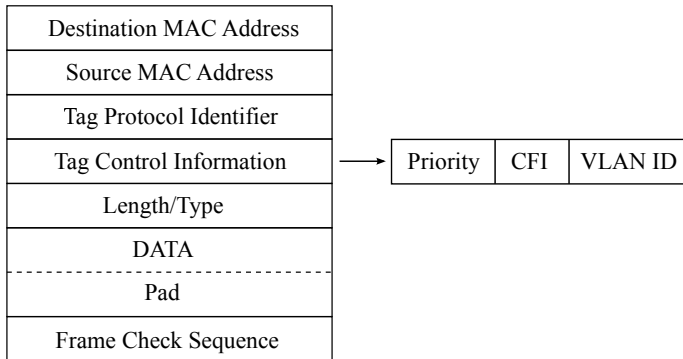 Destination MAC Address
Source MAC Address
Tag Protocol Identifier
Tag Control Information
Priority CFI VLAN ID
Length/Type
DATA
Pad
Frame Check Sequence